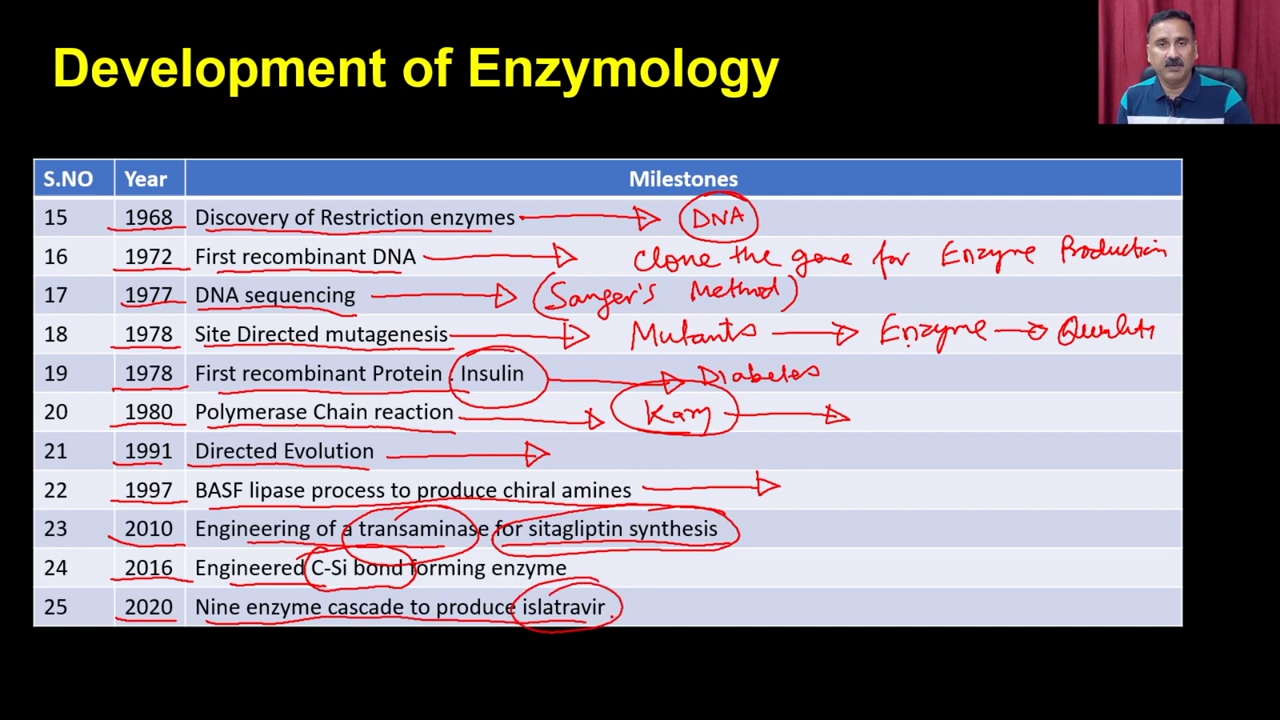 Development of Enzymology
S.NO Year Milestones
15 1968 Discovery of Restriction enzymes DNA
16 1972 First recombinant DNA Clone the gene for Enzyme Production
17 1977 DNA sequencing (Sanger's Method)
18 1978 Site Directed mutagenesis Mutants Enzyme
19 1978 First recombinant Protein Insulin Diabetes
20 1980 Polymerase Chain reaction Kary
21 1991 Directed Evolution
22 1997 BASF lipase process to produce chiral amines
23 2010 Engineering of a transaminase for sitagliptin synthesis
24 2016 Engineered C-Si bond forming enzyme
25 2020 Nine enzyme cascade to produce islatravir